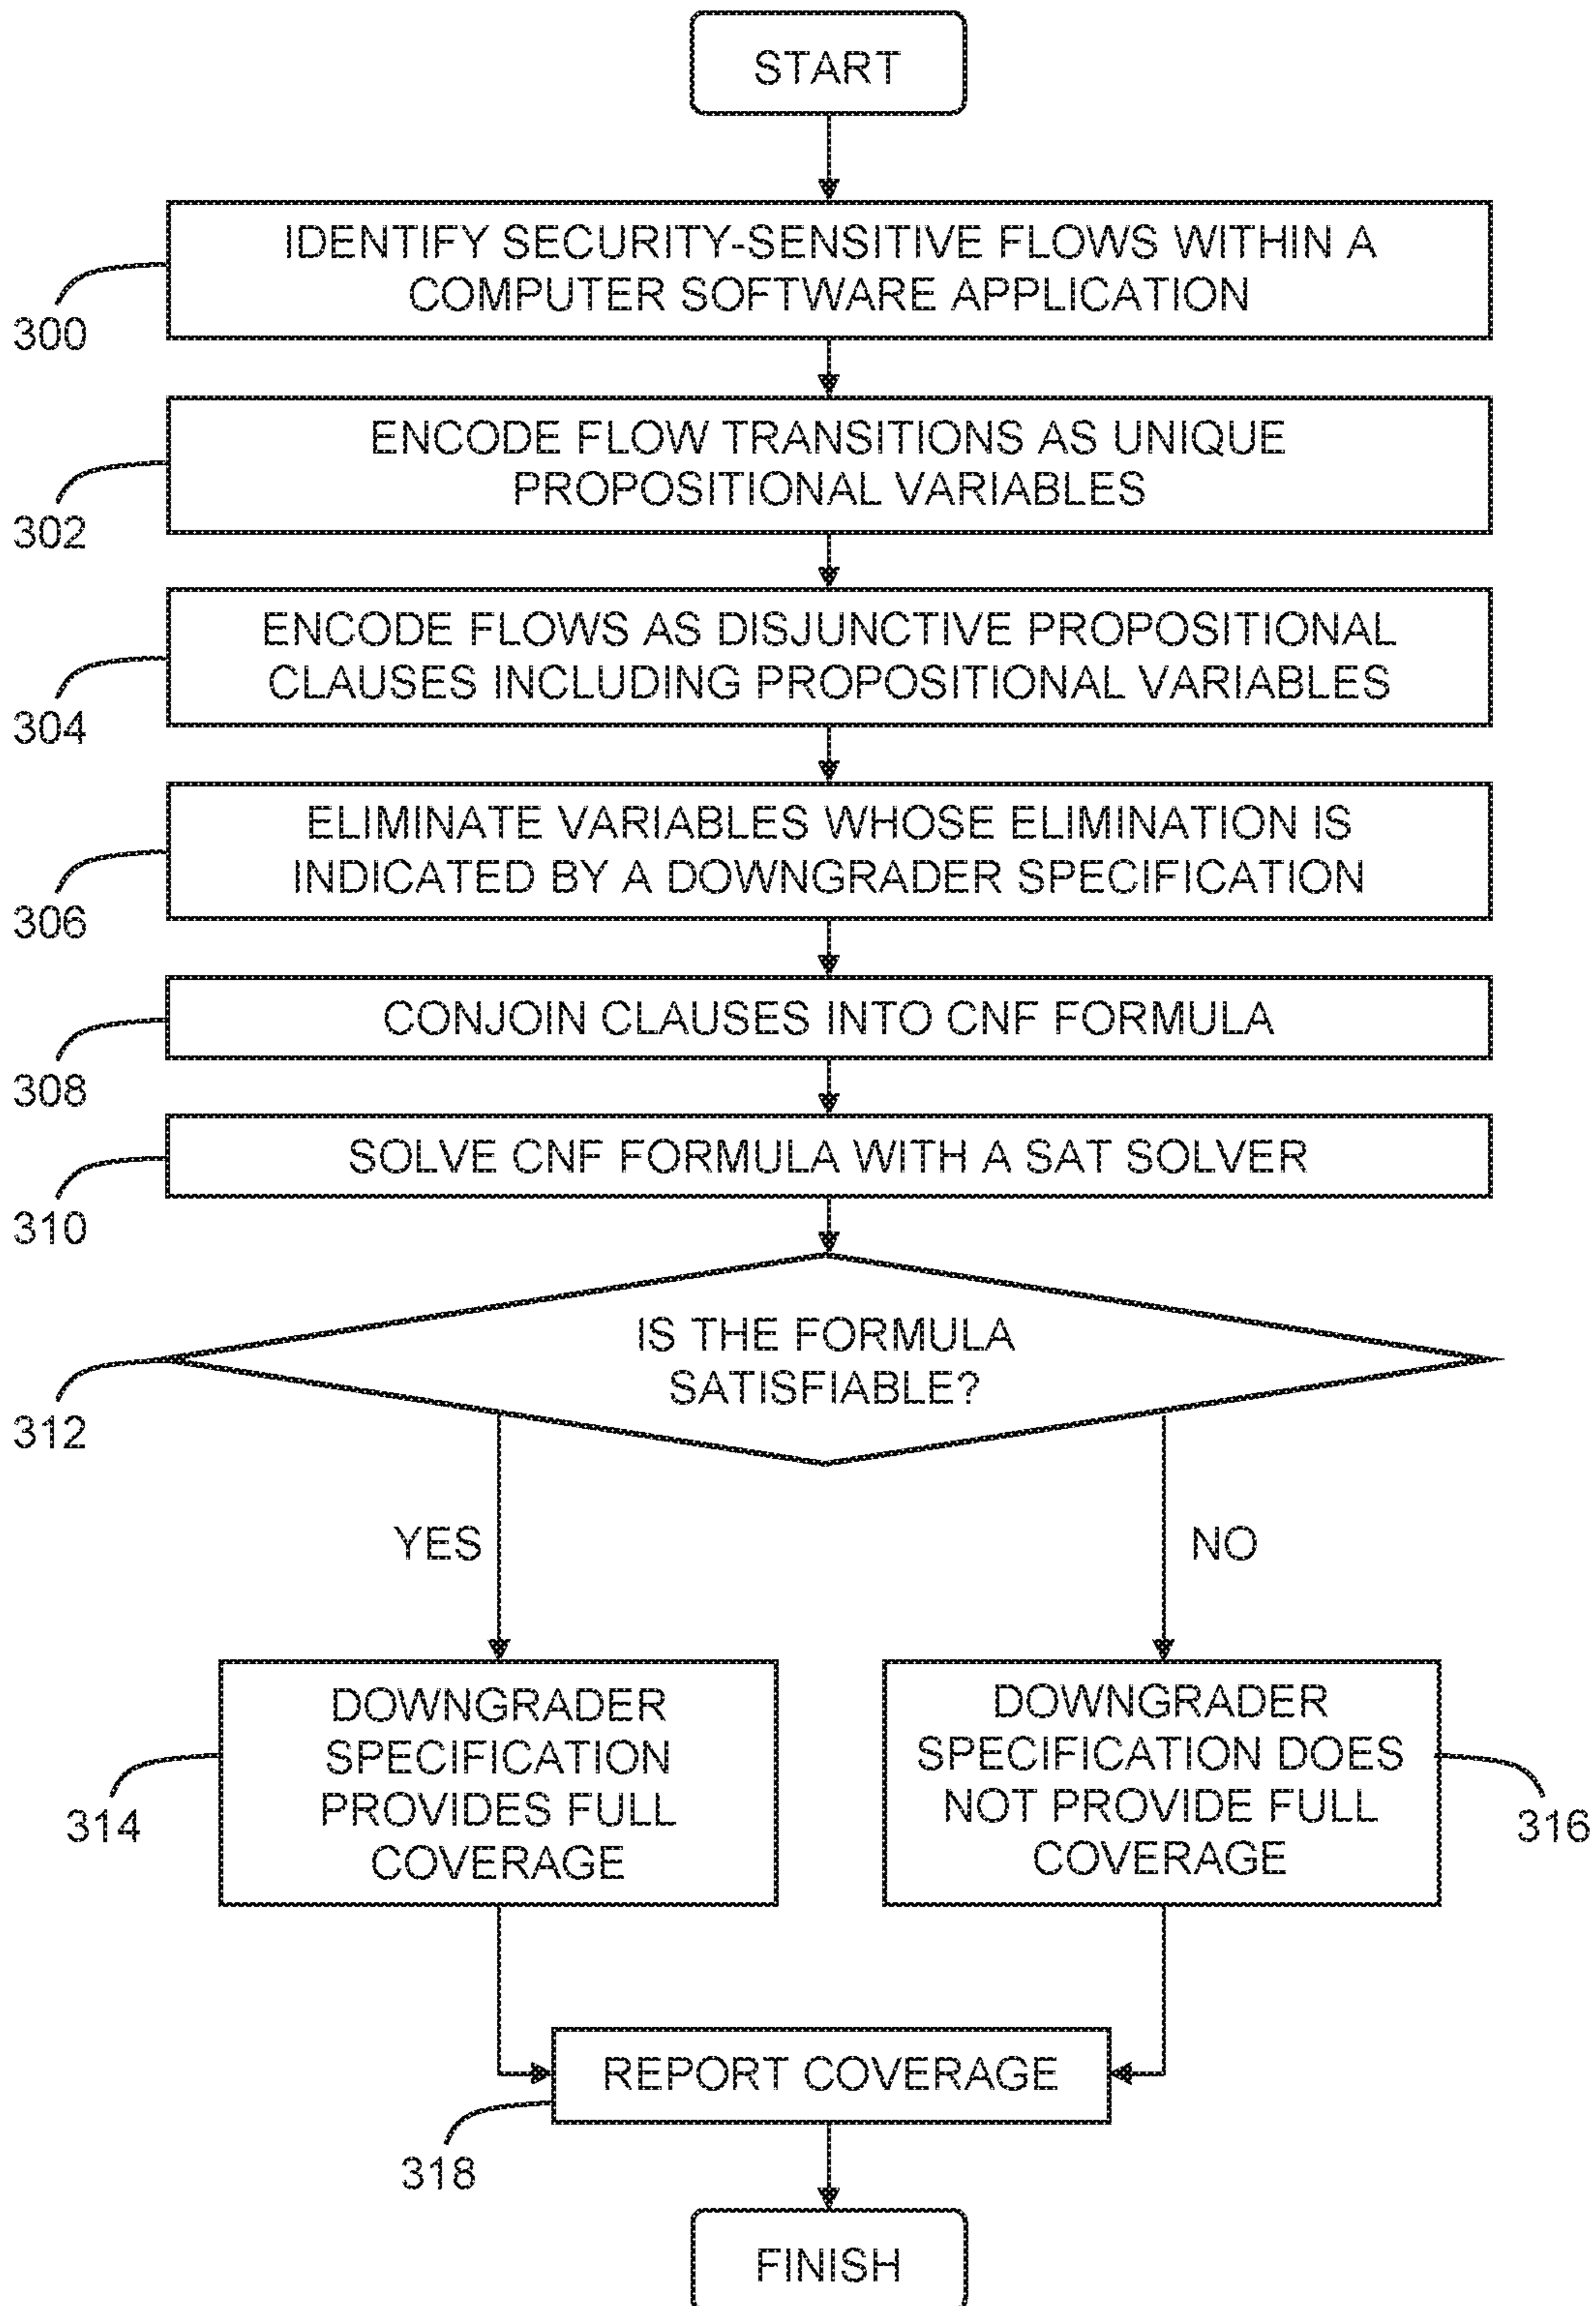 START
IDENTIFY SECURITY-SENSITIVE FLOWS WITHIN A
COMPUTER SOFTWARE APPLICATION
300
ENCODE FLOW TRANSITIONS AS UNIQUE
PROPOSITIONAL VARIABLES
302
ENCODE FLOWS AS DISJUNCTIVE PROPOSITIONAL
CLAUSES INCLUDING PROPOSITIONAL VARIABLES
304
ELIMINATE VARIABLES WHOSE ELIMINATION IS
INDICATED BY A DOWNGRADER SPECIFICATION
306
CONJOIN CLAUSES INTO CNF FORMULA
308
SOLVE CNF FORMULA WITH A SAT SOLVER
310
IS THE FORMULA
SATISFIABLE?
312
YES
NO
DOWNGRADER
SPECIFICATION
PROVIDES FULL
COVERAGE
314
DOWNGRADER
SPECIFICATION DOES
NOT PROVIDE FULL
COVERAGE
316
REPORT COVERAGE
318
FINISH